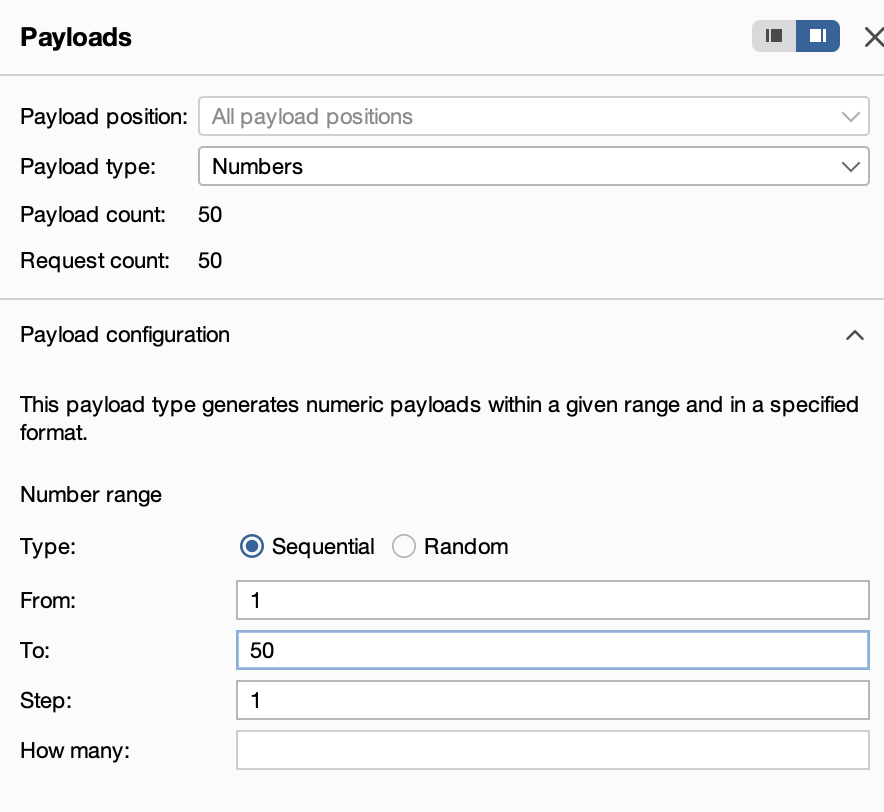 Payloads
Payload position: All payload positions
Payload type: Numbers
Payload count: 50
Request count: 50
Payload configuration
This payload type generates numeric payloads within a given range and in a specified
format.
Number range
Type: Sequential Random
From: 1
To: 50
Step: 1
How many: